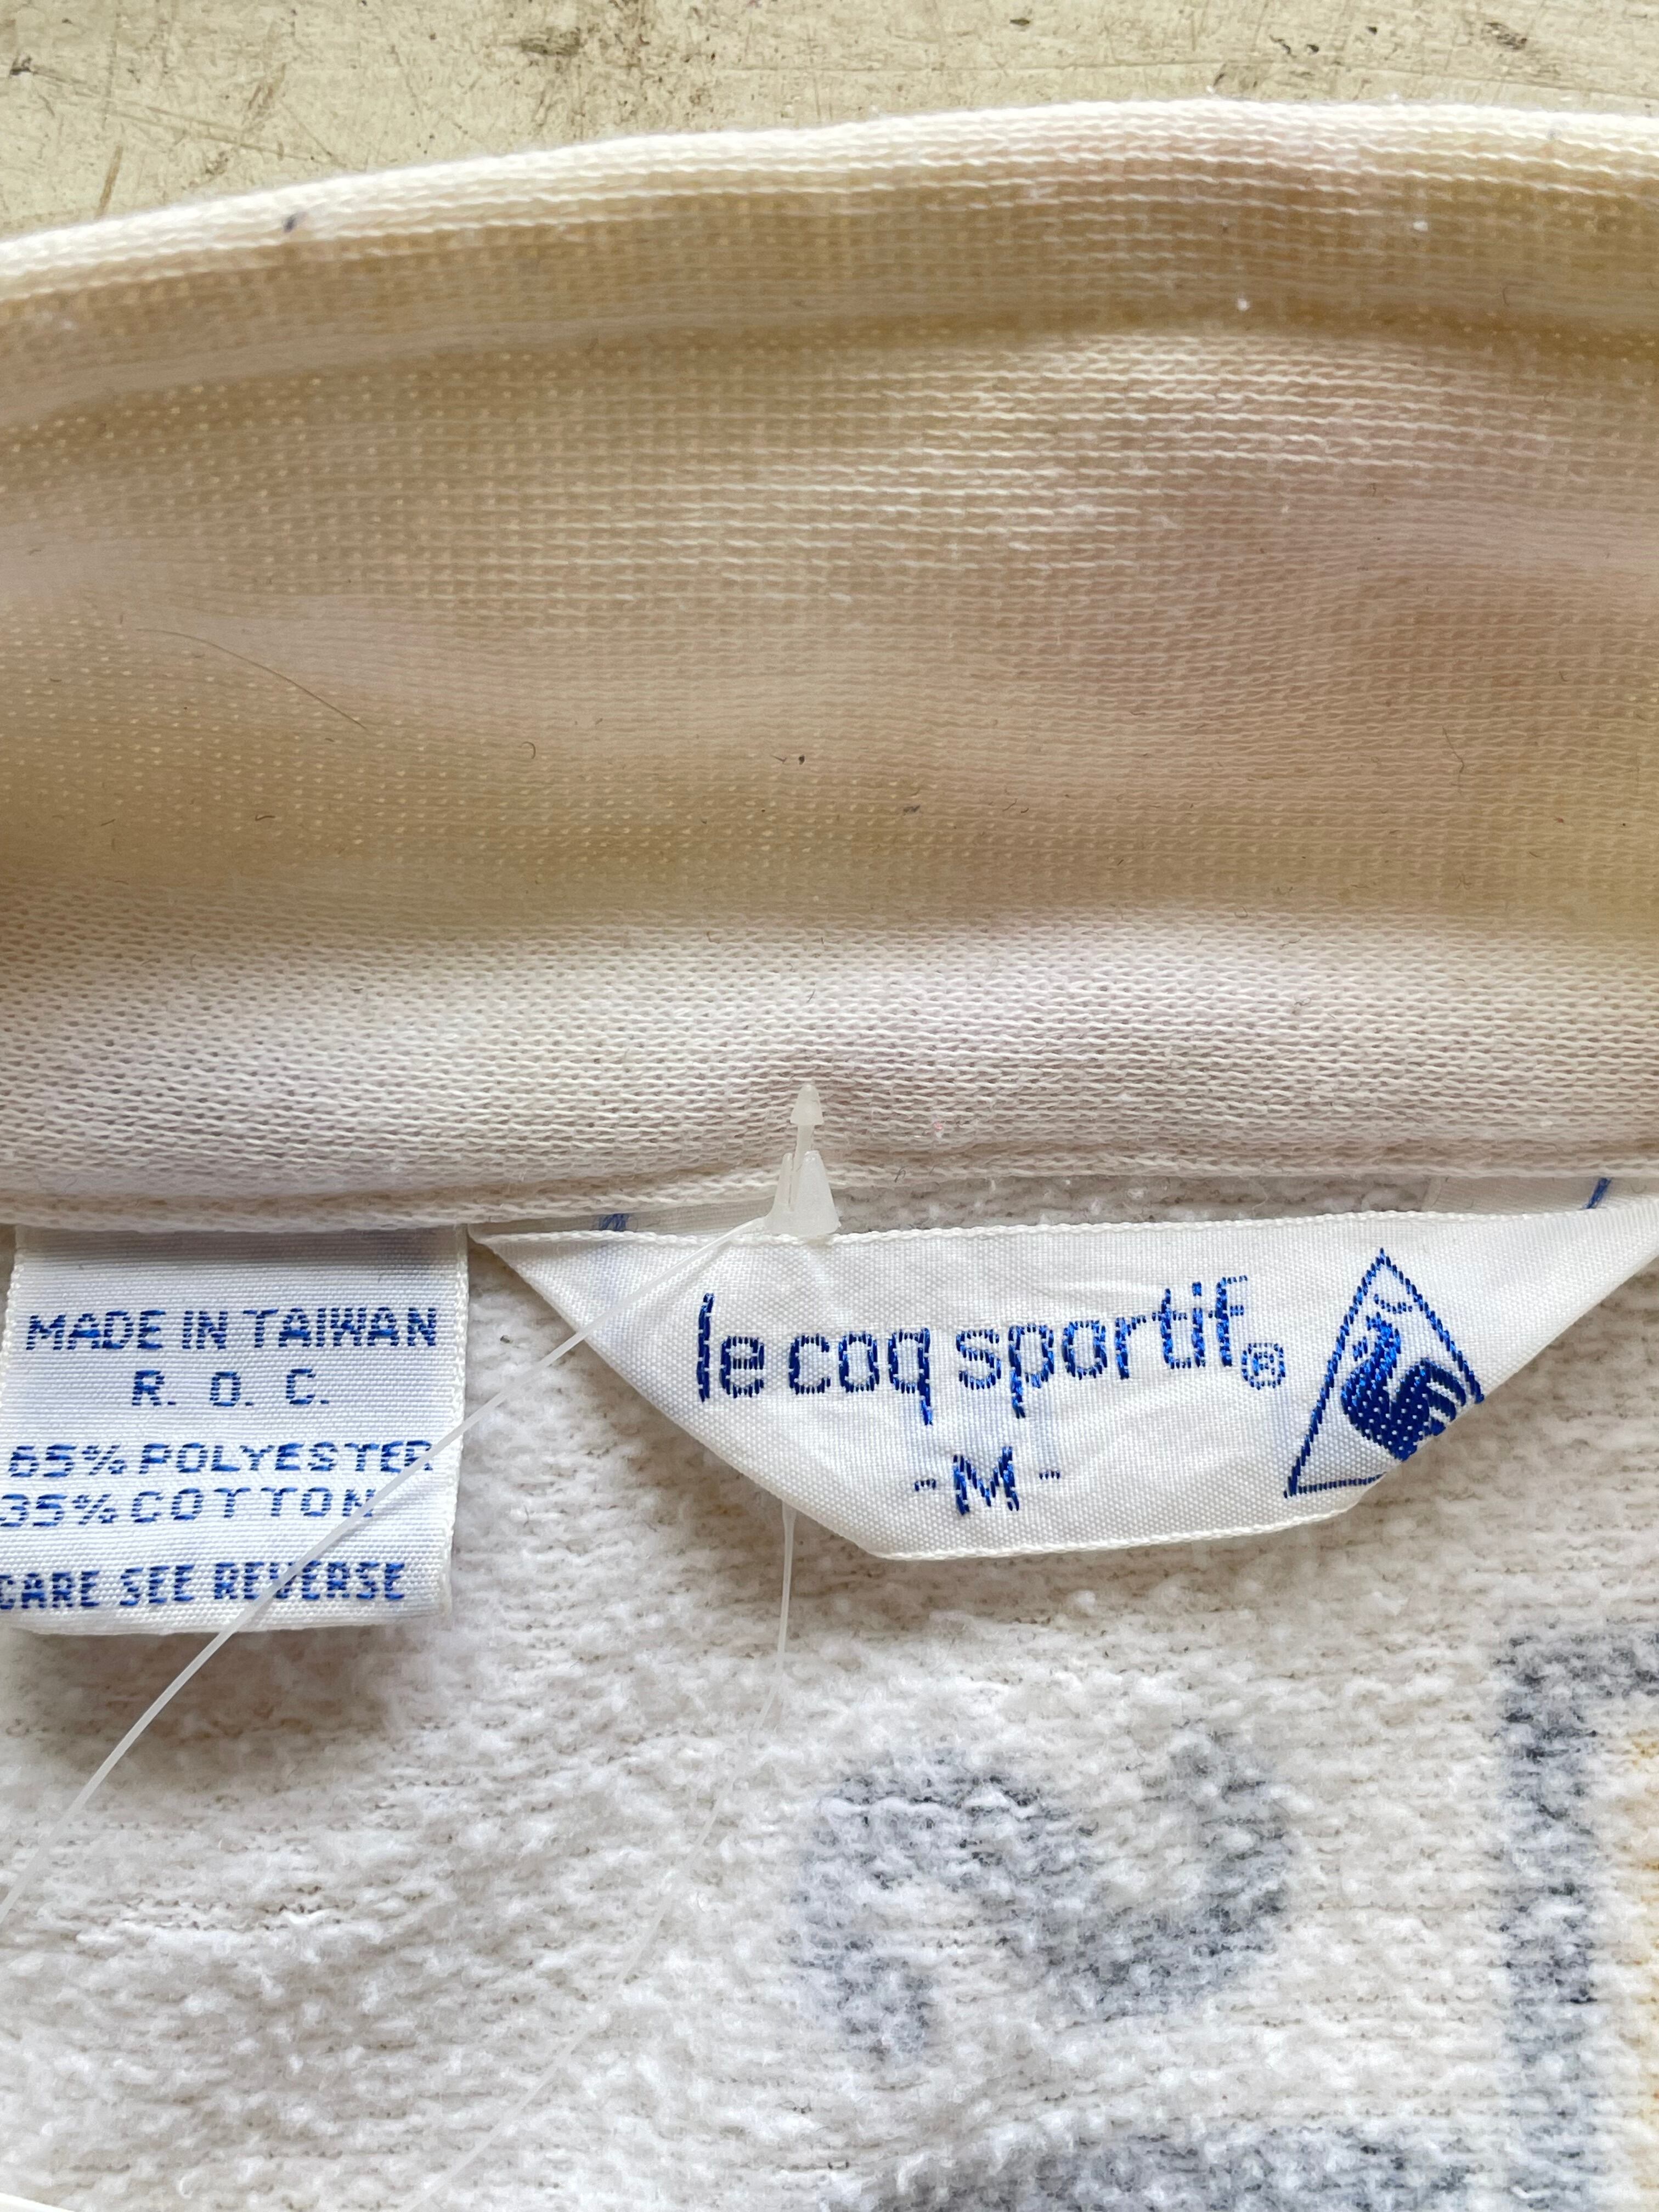 MADE IN TAIWAN
R. O. C.
65% POLYESTER
35% COTTON
CARE SEE REVERSE
le coq sportif®
-M-